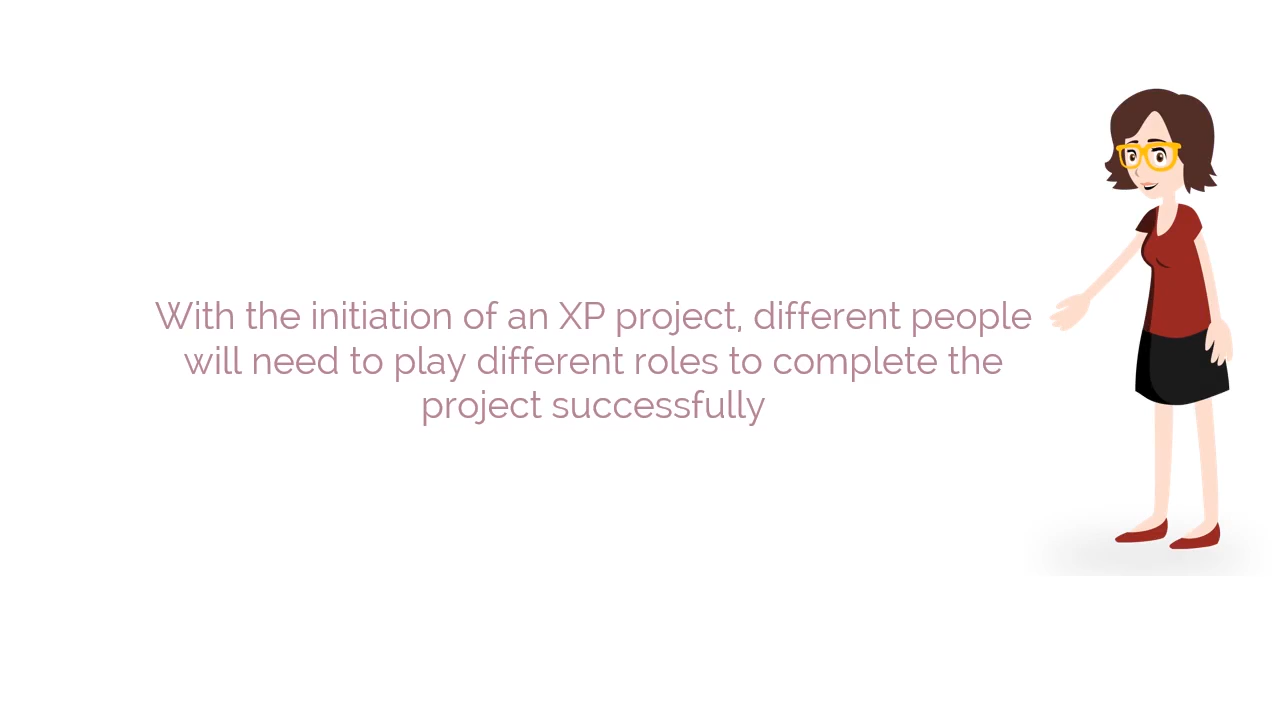 With the initiation of an XP project, different people
will need to play different roles to complete the
project successfully